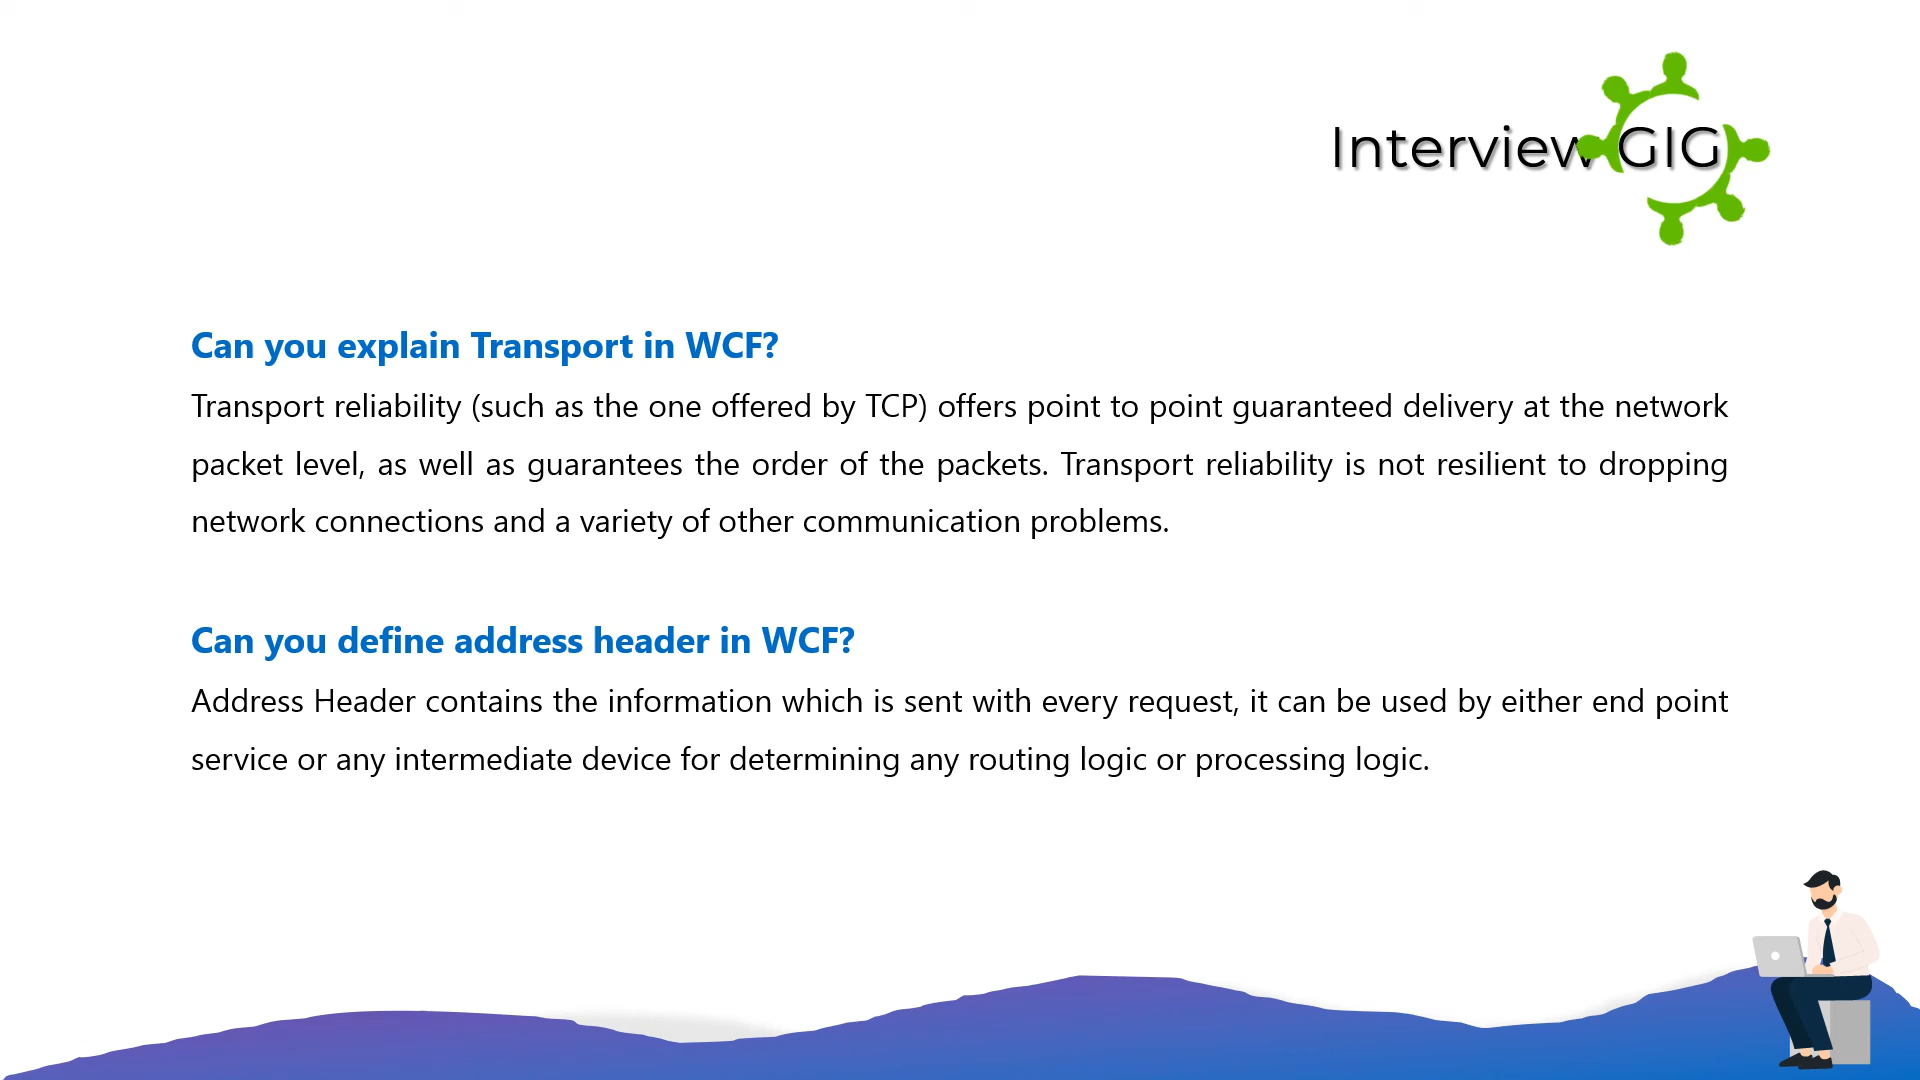 Interview GIG
Can you explain Transport in WCF?
Transport reliability (such as the one offered by TCP) offers point to point guaranteed delivery at the network
packet level, as well as guarantees the order of the packets. Transport reliability is not resilient to dropping
network connections and a variety of other communication problems.
Can you define address header in WCF?
Address Header contains the information which is sent with every request, it can be used by either end point
service or any intermediate device for determining any routing logic or processing logic.